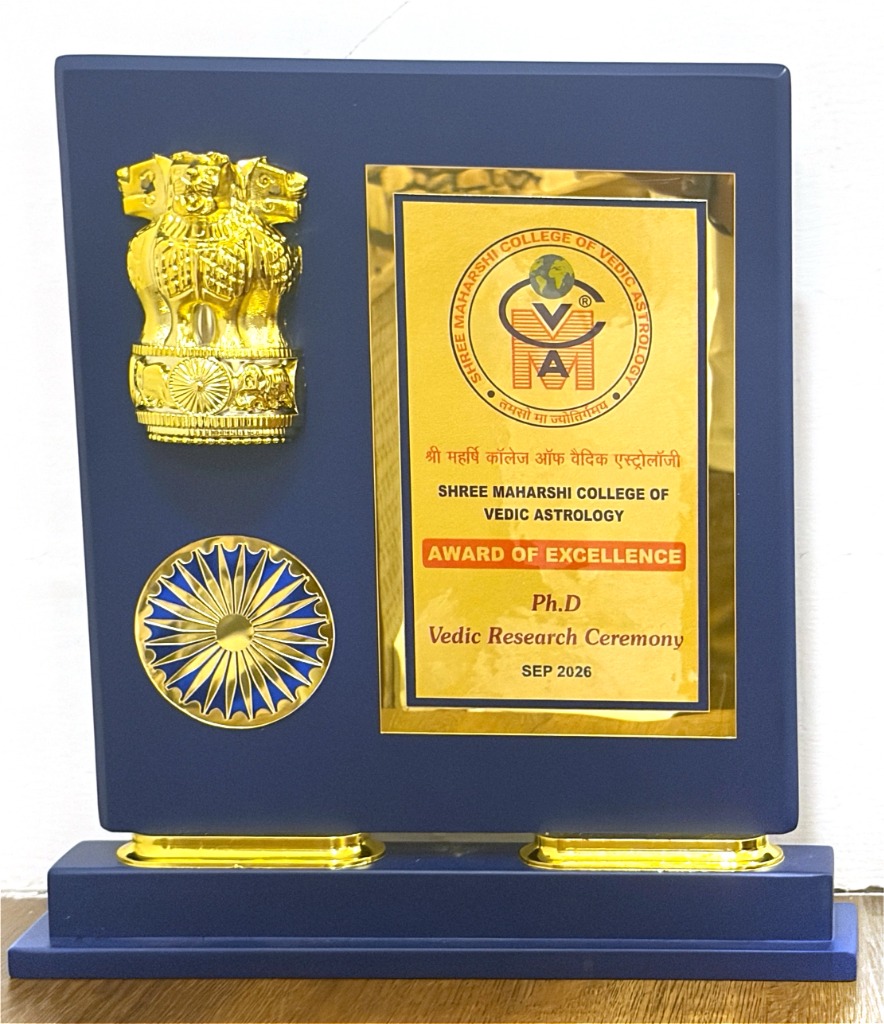 SHREE MAHARSHI COLLEGE OF VEDIC ASTROLOGY
CVMA®
तमसो मा ज्योतिर्गमय
श्री महर्षि कॉलेज ऑफ वैदिक एस्ट्रोलॉजी
SHREE MAHARSHI COLLEGE OF
VEDIC ASTROLOGY
AWARD OF EXCELLENCE
Ph.D
Vedic Research Ceremony
SEP 2026